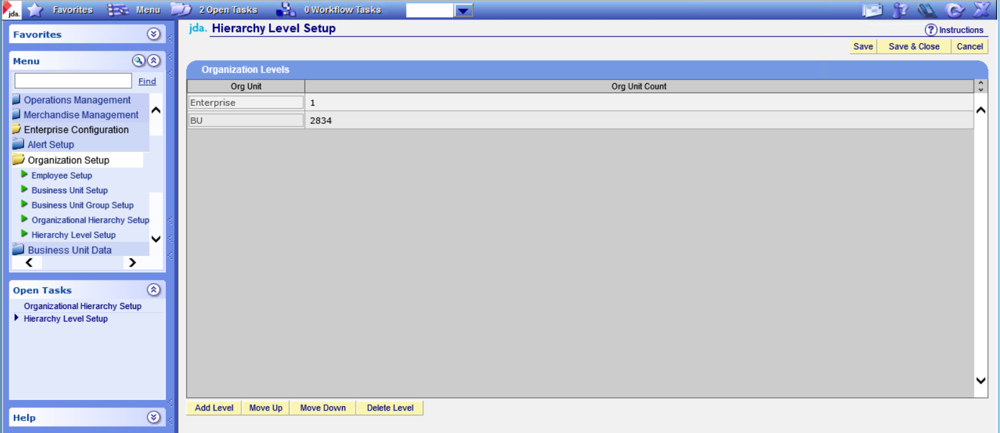 jda. Favorites Menu 2 Open Tasks 0 Workflow Tasks
Favorites
Menu
Find
Operations Management
Merchandise Management
Enterprise Configuration
Alert Setup
Organization Setup
Employee Setup
Business Unit Setup
Business Unit Group Setup
Organizational Hierarchy Setup
Hierarchy Level Setup
Business Unit Data
Open Tasks
Organizational Hierarchy Setup
Hierarchy Level Setup
Help
jda. Hierarchy Level Setup
? Instructions
Save Save & Close Cancel
Organization Levels
Org Unit Org Unit Count
Enterprise 1
BU 2834
Add Level Move Up Move Down Delete Level